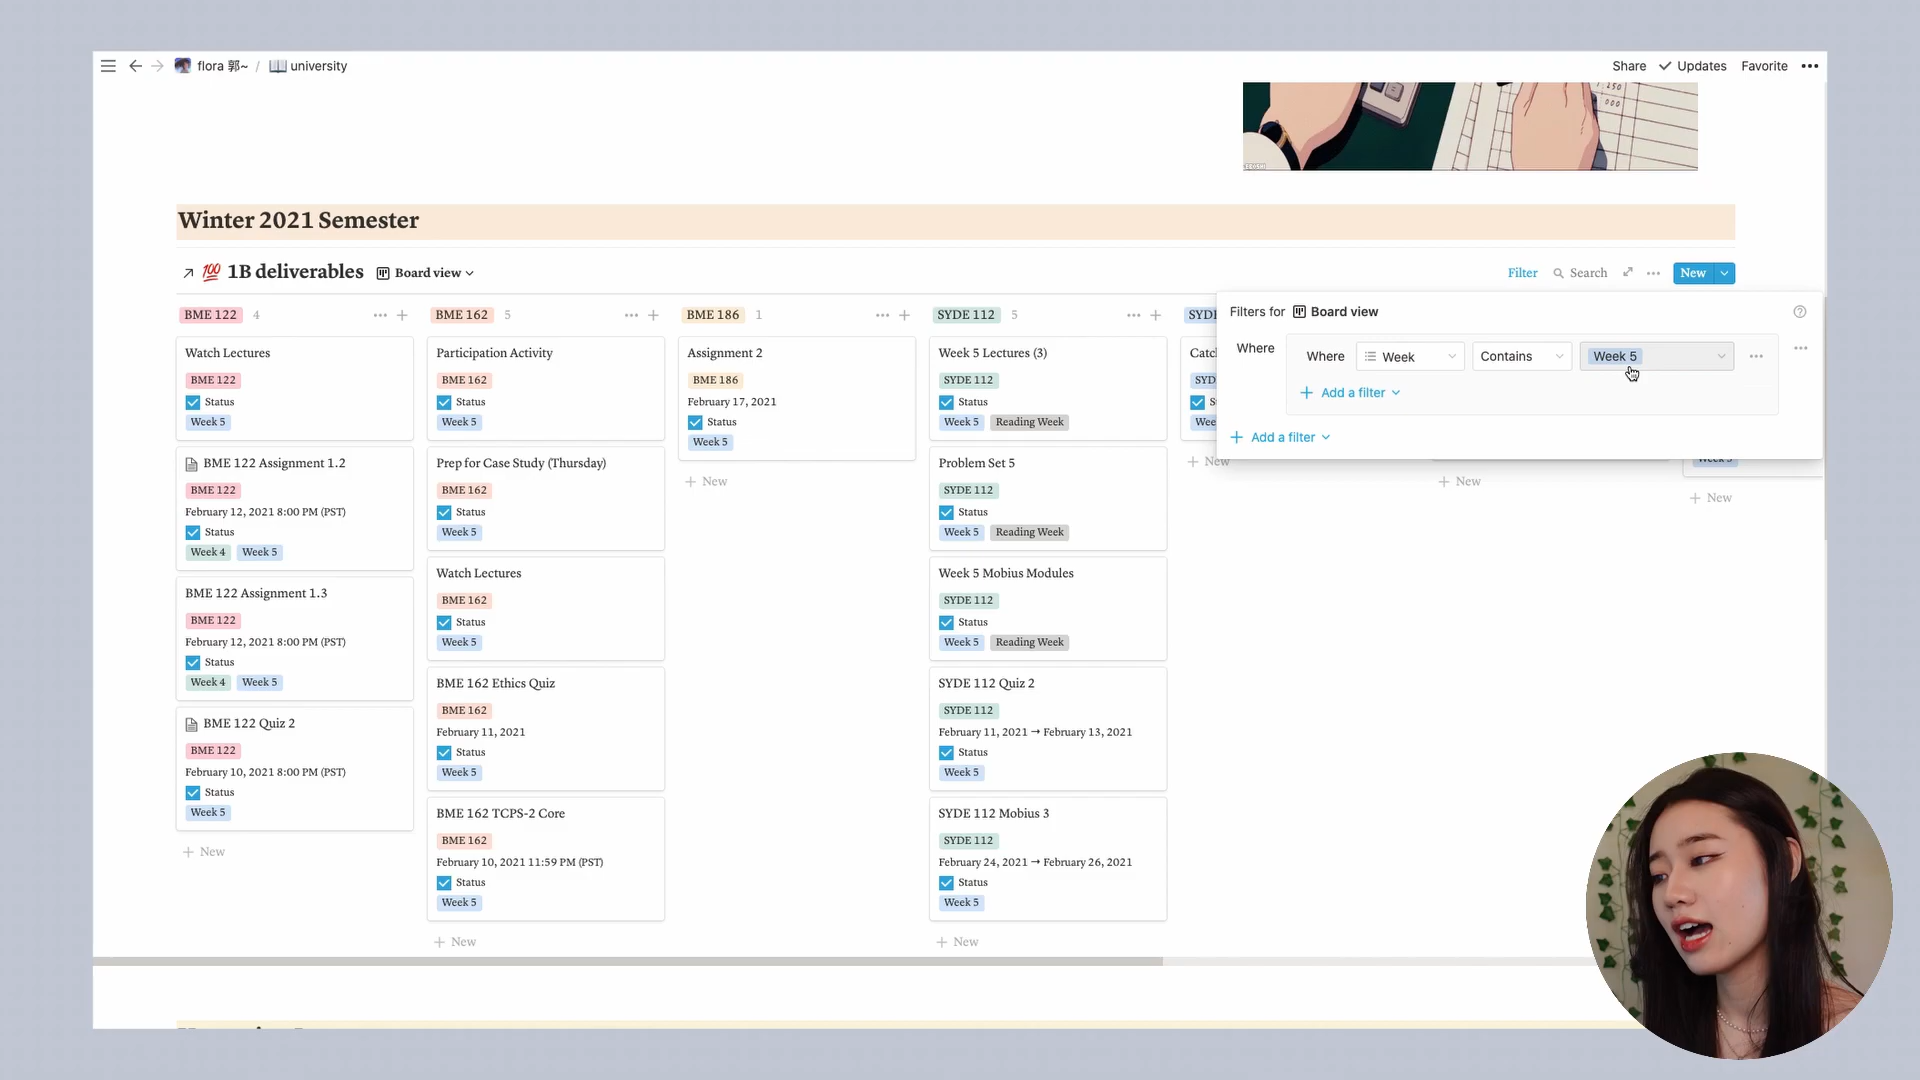 flora 郭~ / university
Share Updates Favorite
150
000
Winter 2021 Semester
1B deliverables Board view
Filter Search New
BME 122 4
Watch Lectures
BME 122
Status
Week 5
BME 122 Assignment 1.2
BME 122
February 12, 2021 8:00 PM (PST)
Status
Week 4 Week 5
BME 122 Assignment 1.3
BME 122
February 12, 2021 8:00 PM (PST)
Status
Week 4 Week 5
BME 122 Quiz 2
BME 122
February 10, 2021 8:00 PM (PST)
Status
Week 5
New
BME 162 5
Participation Activity
BME 162
Status
Week 5
Prep for Case Study (Thursday)
BME 162
Status
Week 5
Watch Lectures
BME 162
Status
Week 5
BME 162 Ethics Quiz
BME 162
February 11, 2021
Status
Week 5
BME 162 TCPS-2 Core
BME 162
February 10, 2021 11:59 PM (PST)
Status
Week 5
New
BME 186 1
Assignment 2
BME 186
February 17, 2021
Status
Week 5
New
SYDE 112 5
Week 5 Lectures (3)
SYDE 112
Status
Week 5 Reading Week
Problem Set 5
SYDE 112
Status
Week 5 Reading Week
Week 5 Mobius Modules
SYDE 112
Status
Week 5 Reading Week
SYDE 112 Quiz 2
SYDE 112
February 11, 2021 → February 13, 2021
Status
Week 5
SYDE 112 Mobius 3
SYDE 112
February 24, 2021 → February 26, 2021
Status
Week 5
New
New
New
New
Filters for Board view
Where Where Week Contains Week 5
Add a filter
Add a filter